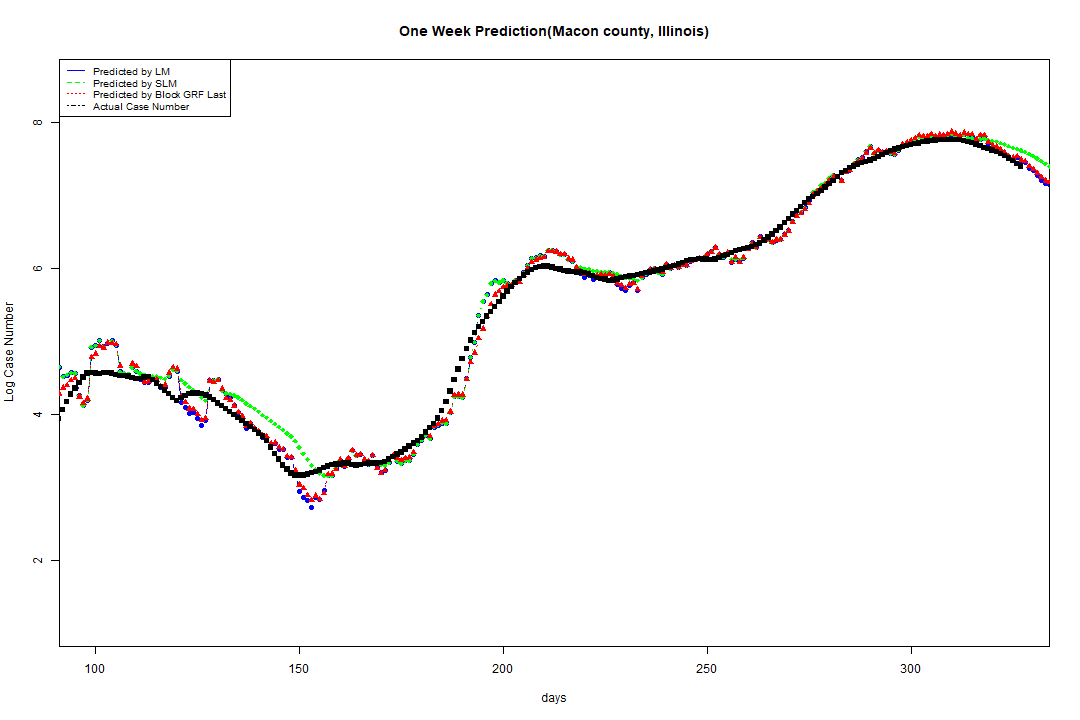 One Week Prediction(Macon county, Illinois)
Predicted by LM
Predicted by SLM
Predicted by Block GRF Last
Actual Case Number
8
6
4
2
Log Case Number
100 150 200 250 300
days